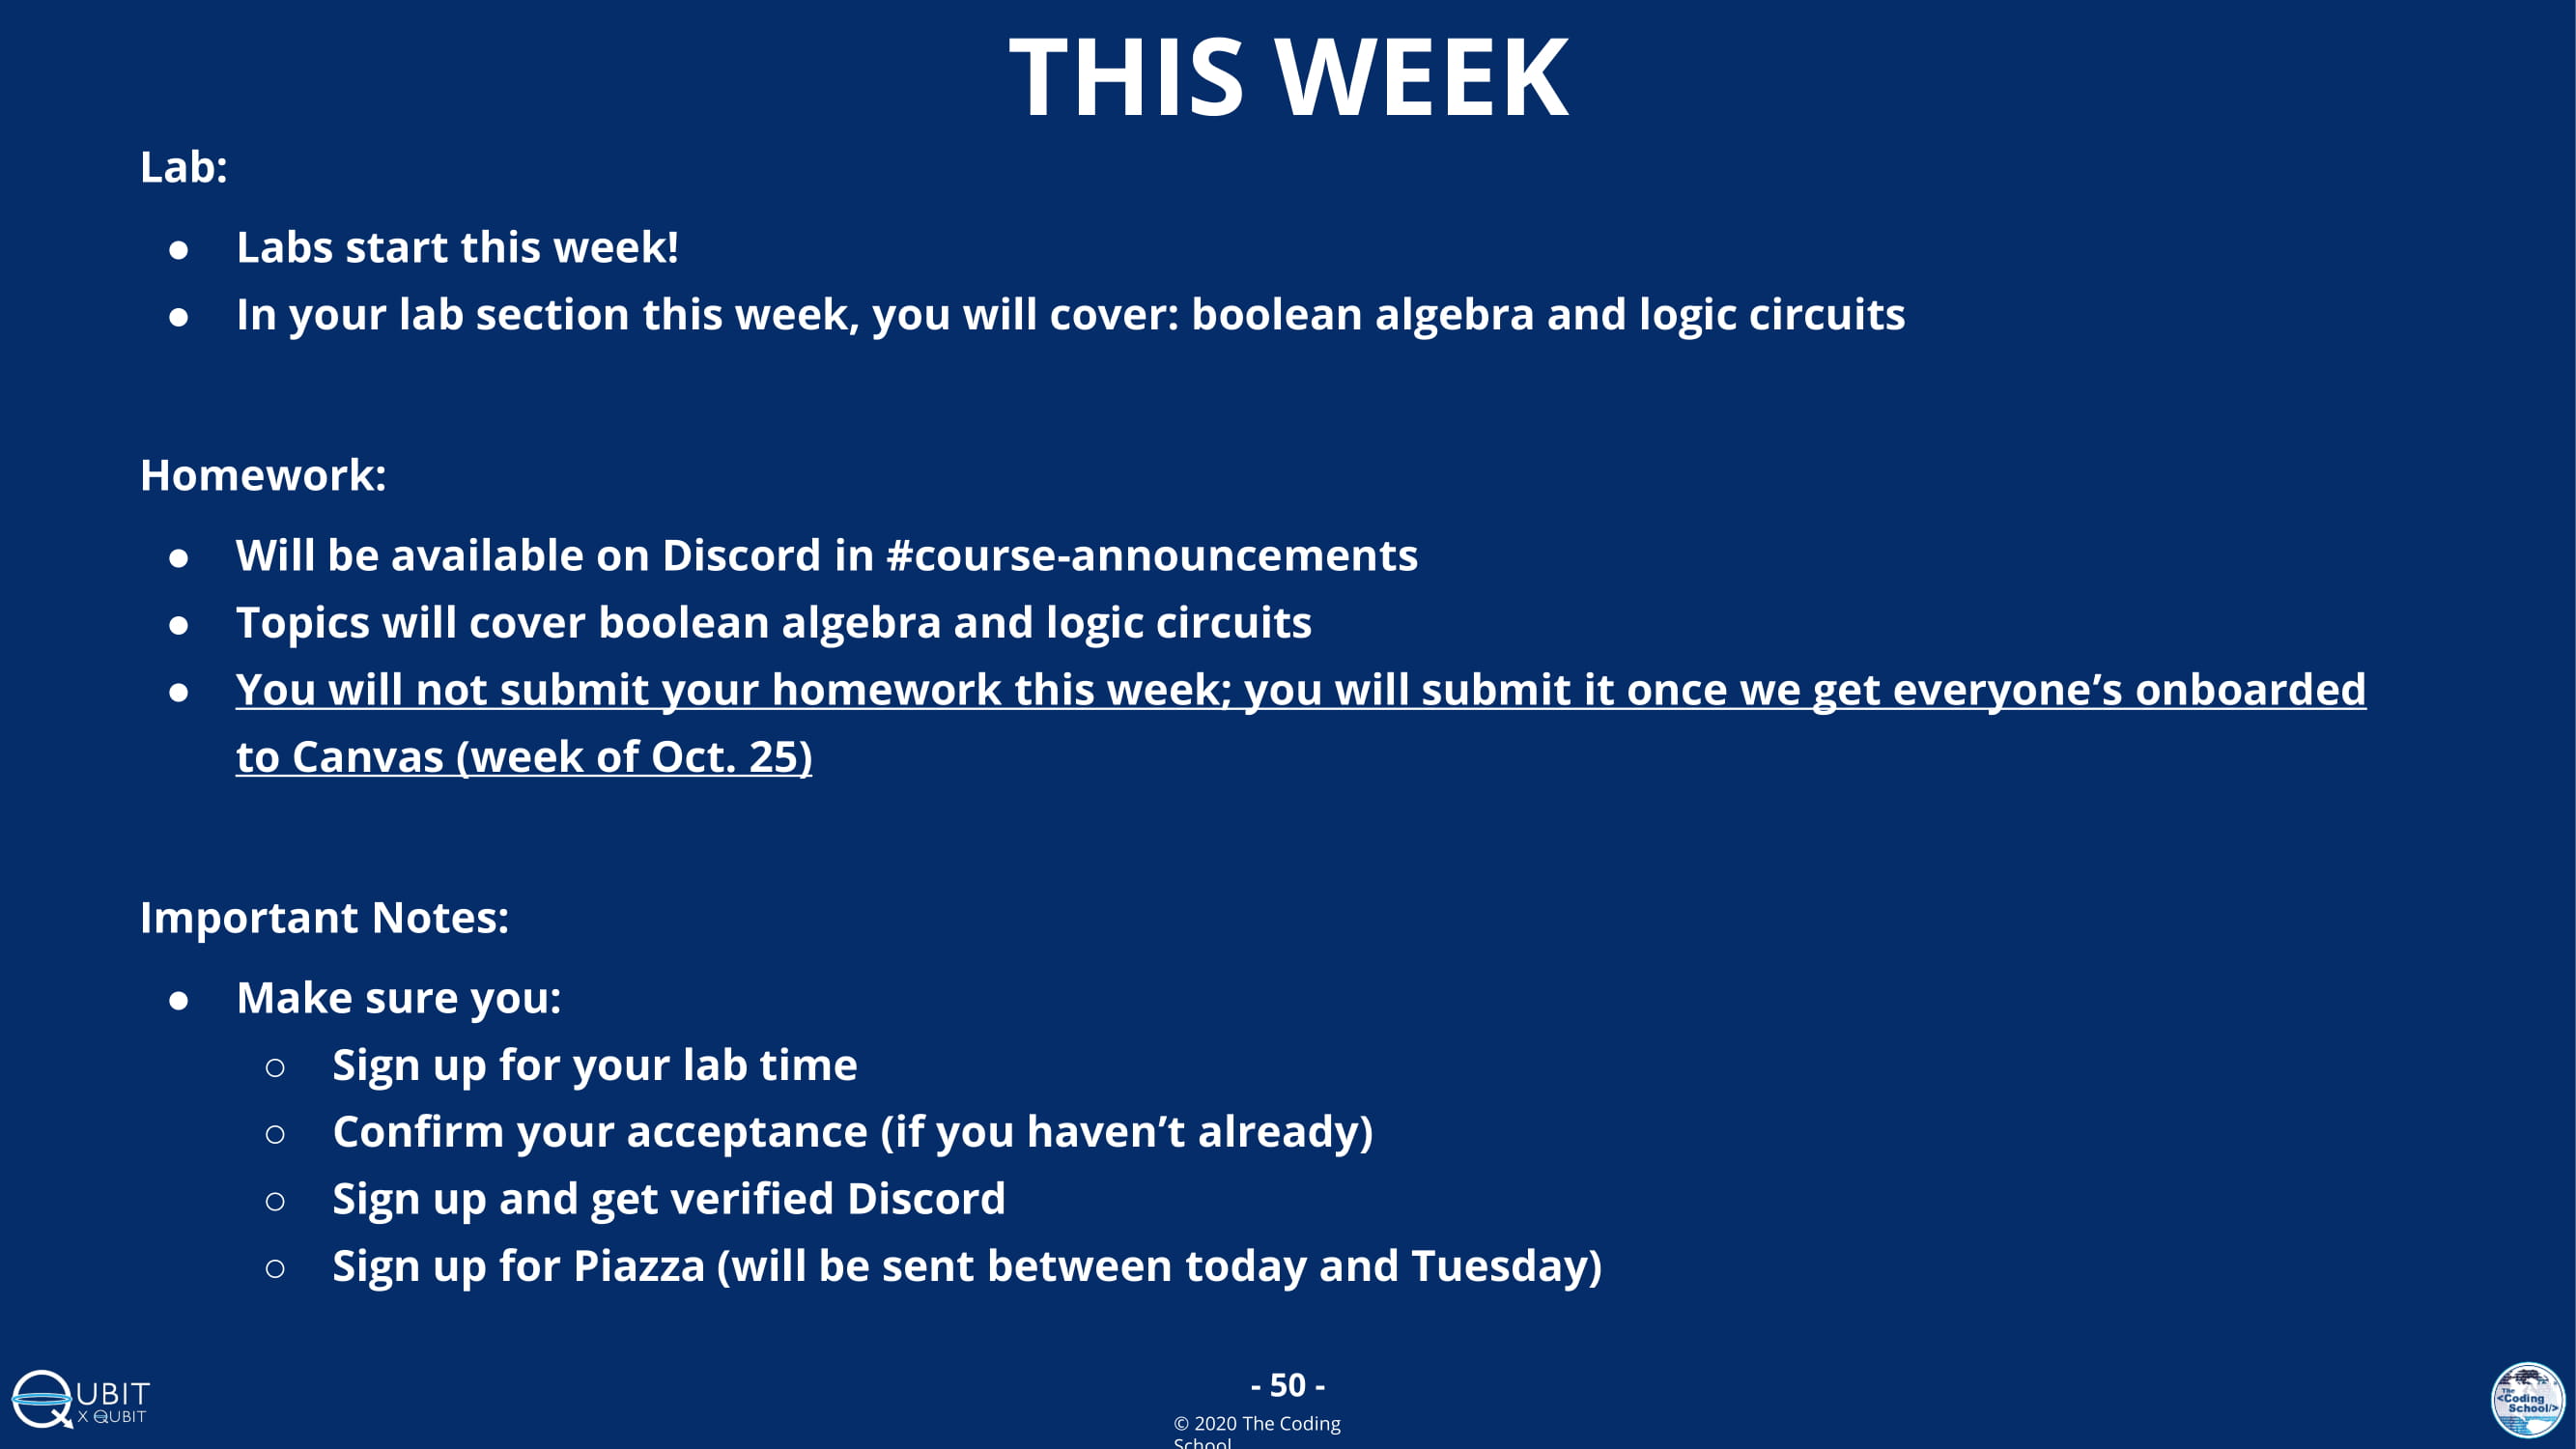 THIS WEEK
Lab:
● Labs start this week!
● In your lab section this week, you will cover: boolean algebra and logic circuits
Homework:
● Will be available on Discord in #course-announcements
● Topics will cover boolean algebra and logic circuits
● You will not submit your homework this week; you will submit it once we get everyone’s onboarded
to Canvas (week of Oct. 25)
Important Notes:
● Make sure you:
○ Sign up for your lab time
○ Confirm your acceptance (if you haven’t already)
○ Sign up and get verified Discord
○ Sign up for Piazza (will be sent between today and Tuesday)
QUBIT
X QUBIT
- 50 -
© 2020 The Coding
School
The
<Coding
School/>